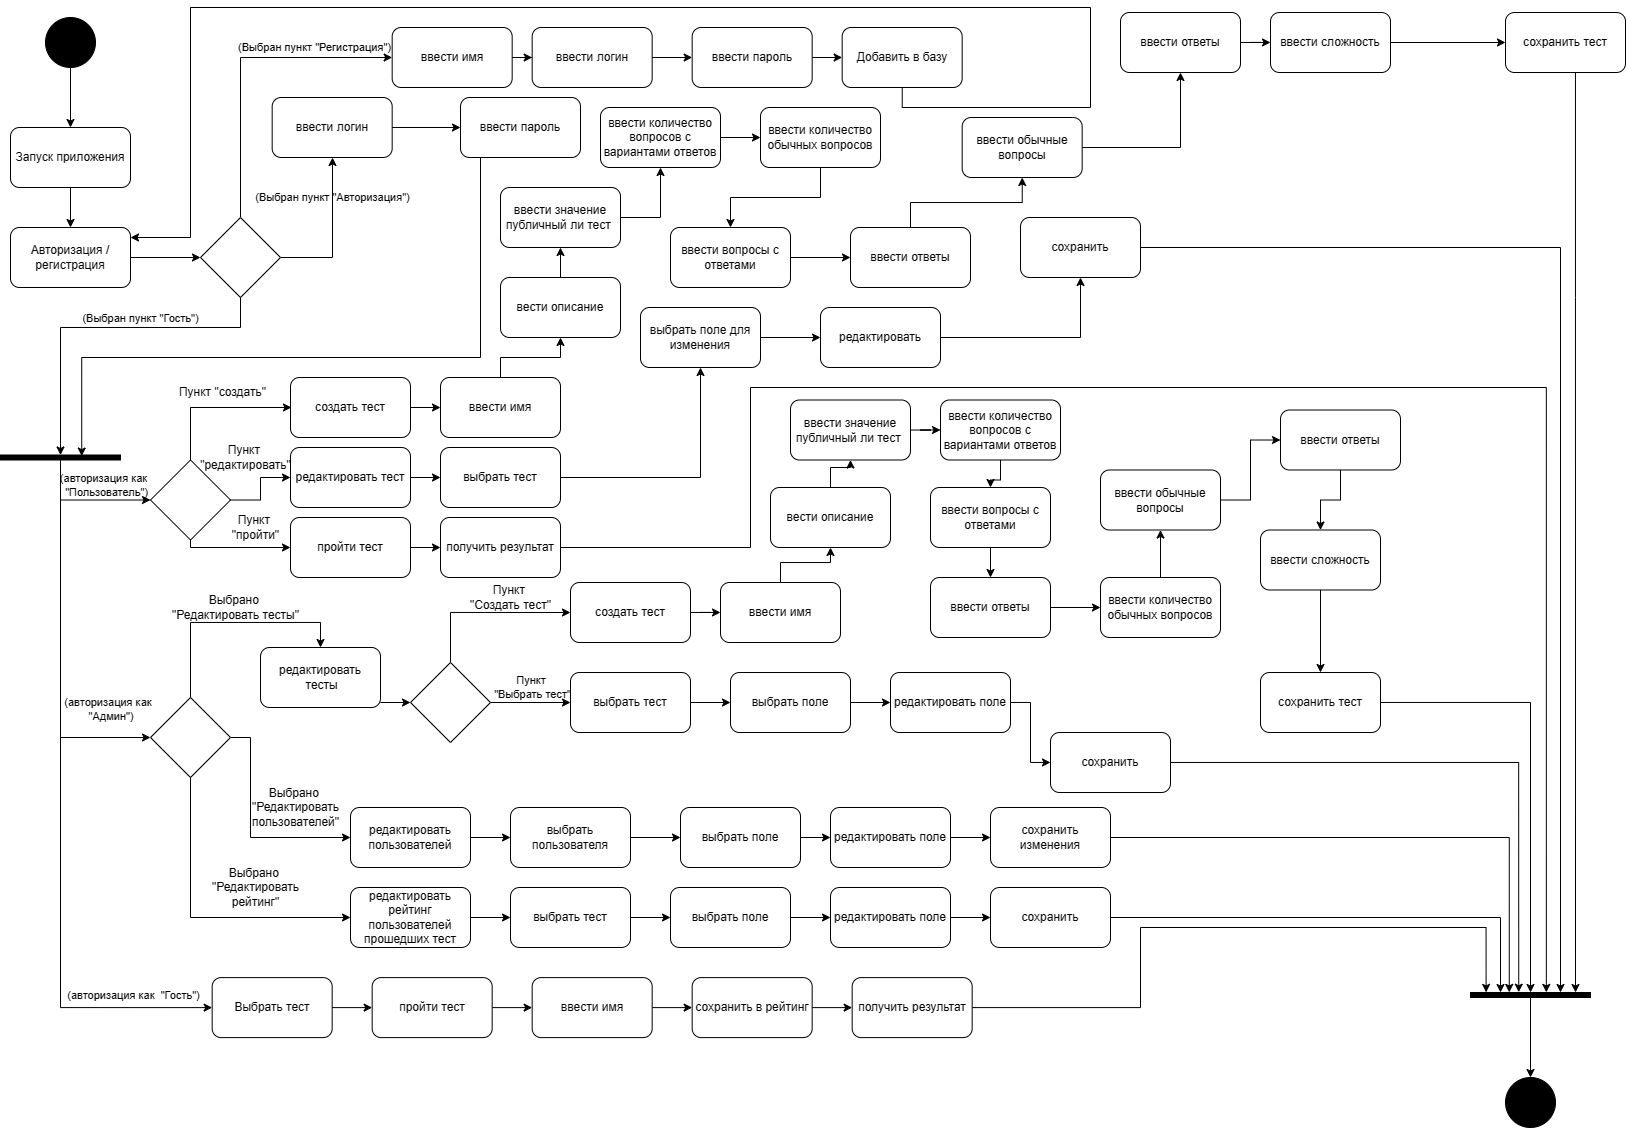 (Выбран пункт "Регистрация")
ввести имя
ввести логин
ввести пароль
Добавить в базу
ввести ответы
ввести сложность
сохранить тест
Запуск приложения
ввести логин
ввести пароль
ввести количество
вопросов с
вариантами ответов
ввести количество
обычных вопросов
ввести обычные
вопросы
(Выбран пункт "Авторизация")
ввести значение
публичный ли тест
Авторизация /
регистрация
ввести вопросы с
ответами
ввести ответы
сохранить
вести описание
(Выбран пункт "Гость")
выбрать поле для
изменения
редактировать
Пункт "создать"
создать тест
ввести имя
ввести значение
публичный ли тест
ввести количество
вопросов с
вариантами ответов
ввести ответы
Пункт
"редактировать"
редактировать тест
выбрать тест
(авторизация как
"Пользователь")
вести описание
ввести вопросы с
ответами
ввести обычные
вопросы
Пункт
"пройти"
пройти тест
получить результат
ввести сложность
Выбрано
"Редактировать тесты"
Пункт
"Создать тест"
создать тест
ввести имя
ввести ответы
ввести количество
обычных вопросов
редактировать
тесты
Пункт
"Выбрать тест"
выбрать тест
выбрать поле
редактировать поле
сохранить тест
(авторизация как
"Админ")
сохранить
Выбрано
"Редактировать
пользователей"
редактировать
пользователей
выбрать
пользователя
выбрать поле
редактировать поле
сохранить
изменения
Выбрано
"Редактировать
рейтинг"
редактировать
рейтинг
пользователей
прошедших тест
выбрать тест
выбрать поле
редактировать поле
сохранить
(авторизация как  "Гость")
Выбрать тест
пройти тест
ввести имя
сохранить в рейтинг
получить результат